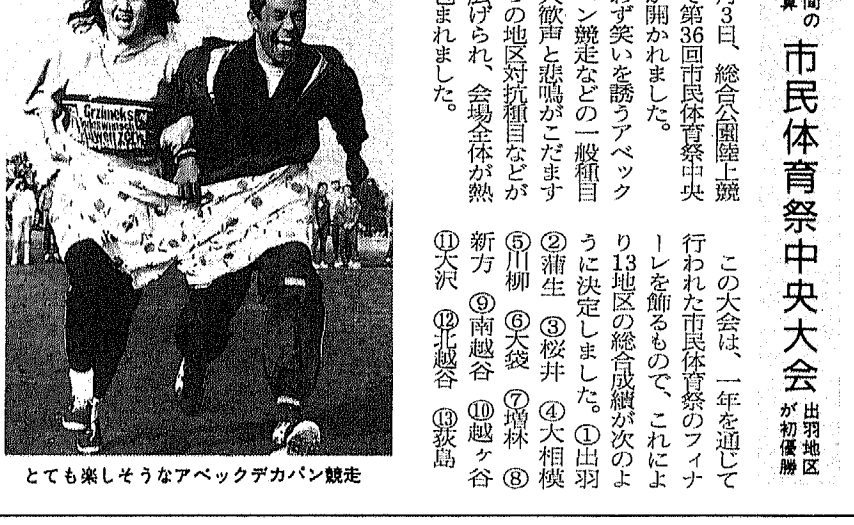 間の
算
市民体育祭中央大会
出羽地区
が初優勝
月3日、総合公園陸上競
で第36回市民体育祭中央
が開かれました。
わず笑いを誘うアベック
ン競走などの一般種目
大歓声と悲鳴がこだます
の地区対抗種目などが
広げられ、会場全体が熱
包まれました。
この大会は、一年を通じて
行われた市民体育祭のフィナ
ーレを飾るもので、これによ
り13地区の総合成績が次のよ
うに決定しました。①出羽
②蒲生 ③桜井 ④大相模
⑤川柳 ⑥大袋 ⑦増林 ⑧
新方 ⑨南越谷 ⑩越ヶ谷
⑪大沢 ⑫北越谷 ⑬荻島
Grzimeks
とても楽しそうなアベックデカパン競走